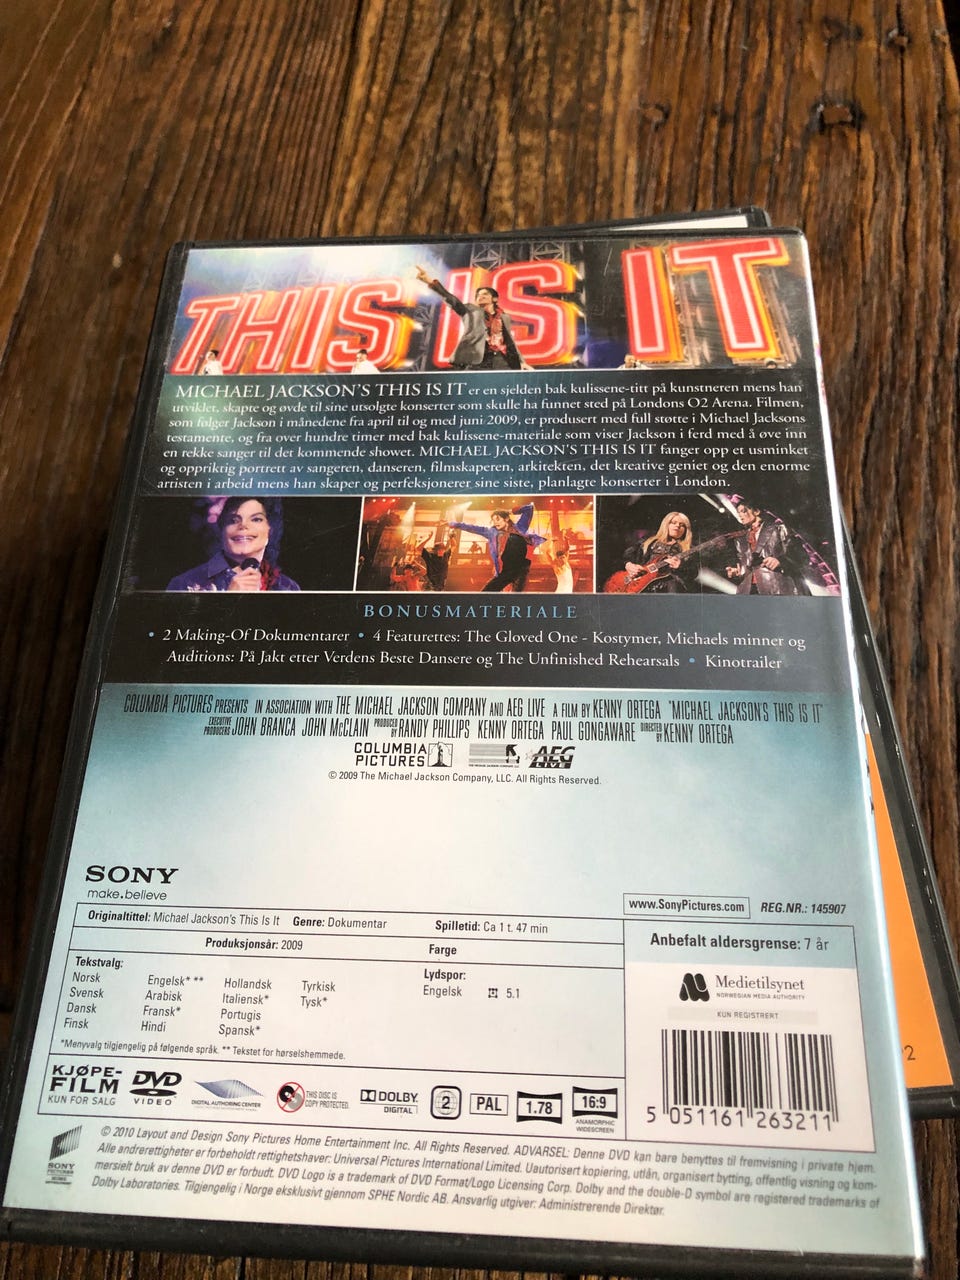 THIS IS IT
MICHAEL JACKSON'S THIS IS IT er en sjelden bak kulissene-titt på kunstneren mens han
utviklet, skapte og øvde til sine utsolgte konserter som skulle ha funnet sted på Londons O2 Arena. Filmen,
som følger Jackson i månedene fra april til og med juni 2009, er produsert med full støtte i Michael Jacksons
testamente, og fra over hundre timer med bak kulissene-materiale som viser Jackson i ferd med å øve inn
en rekke sanger til det kommende showet. MICHAEL JACKSON'S THIS IS IT fanger opp et usminket
og oppriktig portrett av sangeren, danseren, filmskaperen, arkitekten, det kreative geniet og den enorme
artisten i arbeid mens han skaper og perfeksjonerer sine siste, planlagte konserter i London.
BONUSMATERIALE
• 2 Making-Of Dokumentarer • 4 Featurettes: The Gloved One - Kostymer, Michaels minner og
Auditions: På Jakt etter Verdens Beste Dansere og The Unfinished Rehearsals • Kinotrailer
COLUMBIA PICTURES PRESENTS IN ASSOCIATION WITH THE MICHAEL JACKSON COMPANY AND AEG LIVE A FILM BY KENNY ORTEGA "MICHAEL JACKSON'S THIS IS IT"
EXECUTIVE PRODUCERS JOHN BRANCA JOHN McCLAIN PRODUCED BY RANDY PHILLIPS KENNY ORTEGA PAUL GONGAWARE DIRECTED BY KENNY ORTEGA
COLUMBIA PICTURES AEG LIVE
© 2009 The Michael Jackson Company, LLC. All Rights Reserved.
SONY
make.believe
www.SonyPictures.com REG.NR.: 145907
Originaltittel: Michael Jackson's This Is It Genre: Dokumentar Spilletid: Ca 1 t. 47 min
Produksjonsår: 2009 Farge
Anbefalt aldersgrense: 7 år
Tekstvalg: Lydspor:
Norsk Engelsk* ** Hollandsk Tyrkisk Engelsk 5.1
Svensk Arabisk Italiensk* Tysk*
Dansk Fransk* Portugis
Finsk Hindi Spansk*
*Menyvalg tilgjengelig på følgende språk. ** Tekstet for hørselshemmede.
Medietilsynet
NORWEGIAN MEDIA AUTHORITY
KUN REGISTRERT
KJØPE-
FILM
KUN FOR SALG
DVD
VIDEO
DIGITAL AUTHORING CENTER
THIS DISC IS
COPY PROTECTED
DOLBY
DIGITAL
2
PAL
1.78
16:9
ANAMORPHIC
WIDESCREEN
5 051161 263211
92
SONY
PICTURES
© 2010 Layout and Design Sony Pictures Home Entertainment Inc. All Rights Reserved. ADVARSEL: Denne DVD kan bare benyttes til fremvisning i private hjem.
Alle andrerettigheter er forbeholdt rettighetshaver: Universal Pictures International Limited. Uautorisert kopiering, utlån, organisert bytting, offentlig visning og kom-
mersielt bruk av denne DVD er forbudt. DVD Logo is a trademark of DVD Format/Logo Licensing Corp. Dolby and the double-D symbol are registered trademarks of
Dolby Laboratories. Tilgjengelig i Norge eksklusivt gjennom SPHE Nordic AB. Ansvarlig utgiver: Administrerende Direktør.